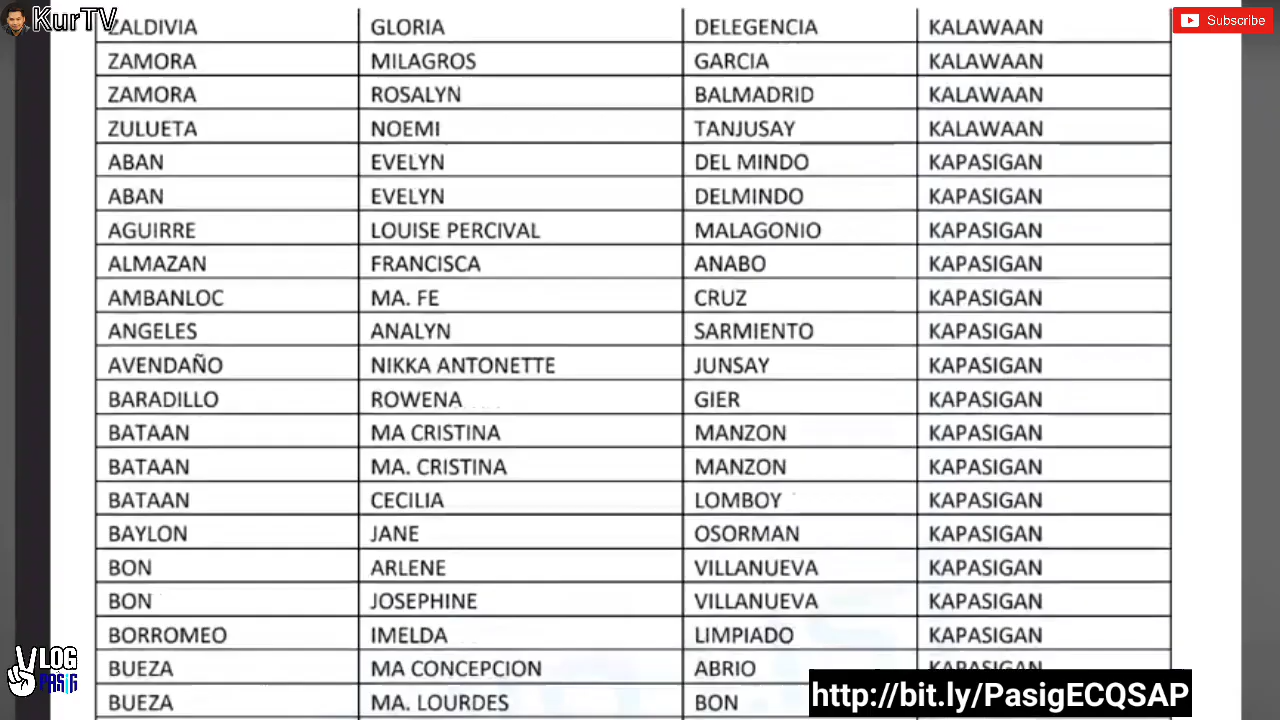 KurTV
Subscribe
ZALDIVIA GLORIA DELEGENCIA KALAWAAN
ZAMORA MILAGROS GARCIA KALAWAAN
ZAMORA ROSALYN BALMADRID KALAWAAN
ZULUETA NOEMI TANJUSAY KALAWAAN
ABAN EVELYN DEL MINDO KAPASIGAN
ABAN EVELYN DELMINDO KAPASIGAN
AGUIRRE LOUISE PERCIVAL MALAGONIO KAPASIGAN
ALMAZAN FRANCISCA ANABO KAPASIGAN
AMBANLOC MA. FE CRUZ KAPASIGAN
ANGELES ANALYN SARMIENTO KAPASIGAN
AVENDAÑO NIKKA ANTONETTE JUNSAY KAPASIGAN
BARADILLO ROWENA GIER KAPASIGAN
BATAAN MA CRISTINA MANZON KAPASIGAN
BATAAN MA. CRISTINA MANZON KAPASIGAN
BATAAN CECILIA LOMBOY KAPASIGAN
BAYLON JANE OSORMAN KAPASIGAN
BON ARLENE VILLANUEVA KAPASIGAN
BON JOSEPHINE VILLANUEVA KAPASIGAN
BORROMEO IMELDA LIMPIADO KAPASIGAN
BUEZA MA CONCEPCION ABRIO KAPASIGAN
BUEZA MA. LOURDES BON
VLOG
PASIG
http://bit.ly/PasigECQSAP